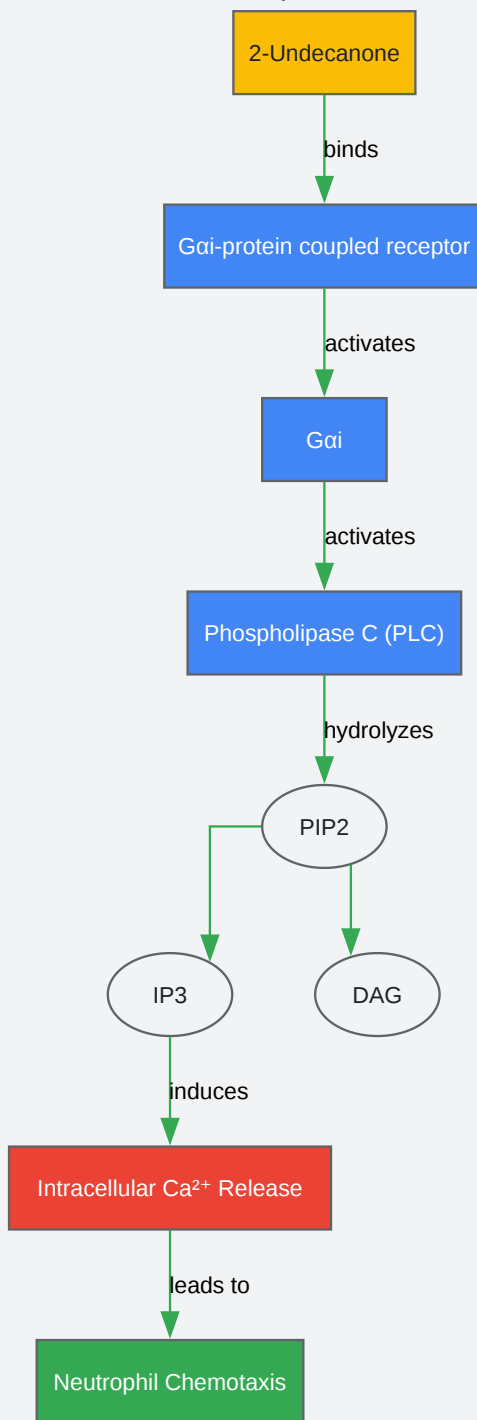 2-Undecanone
binds
Gαi-protein coupled receptor
activates
Gαi
activates
Phospholipase C (PLC)
hydrolyzes
PIP2
IP3
DAG
induces
Intracellular Ca²⁺ Release
leads to
Neutrophil Chemotaxis